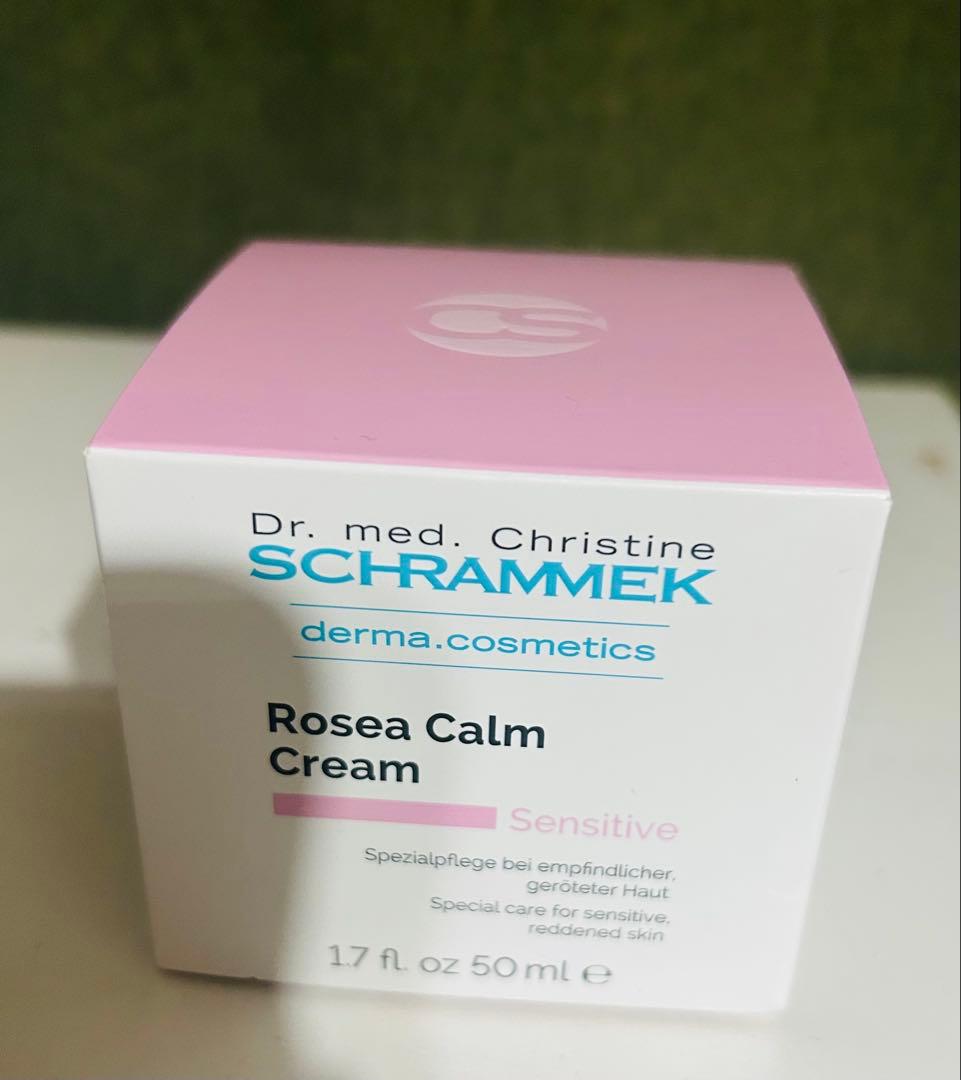 CS
Dr. med. Christine
SCHRAMMEK
derma.cosmetics
Rosea Calm
Cream
Sensitive
Spezialpflege bei empfindlicher,
geröteter Haut
Special care for sensitive,
reddened skin
1.7 fl. oz 50 ml ℮